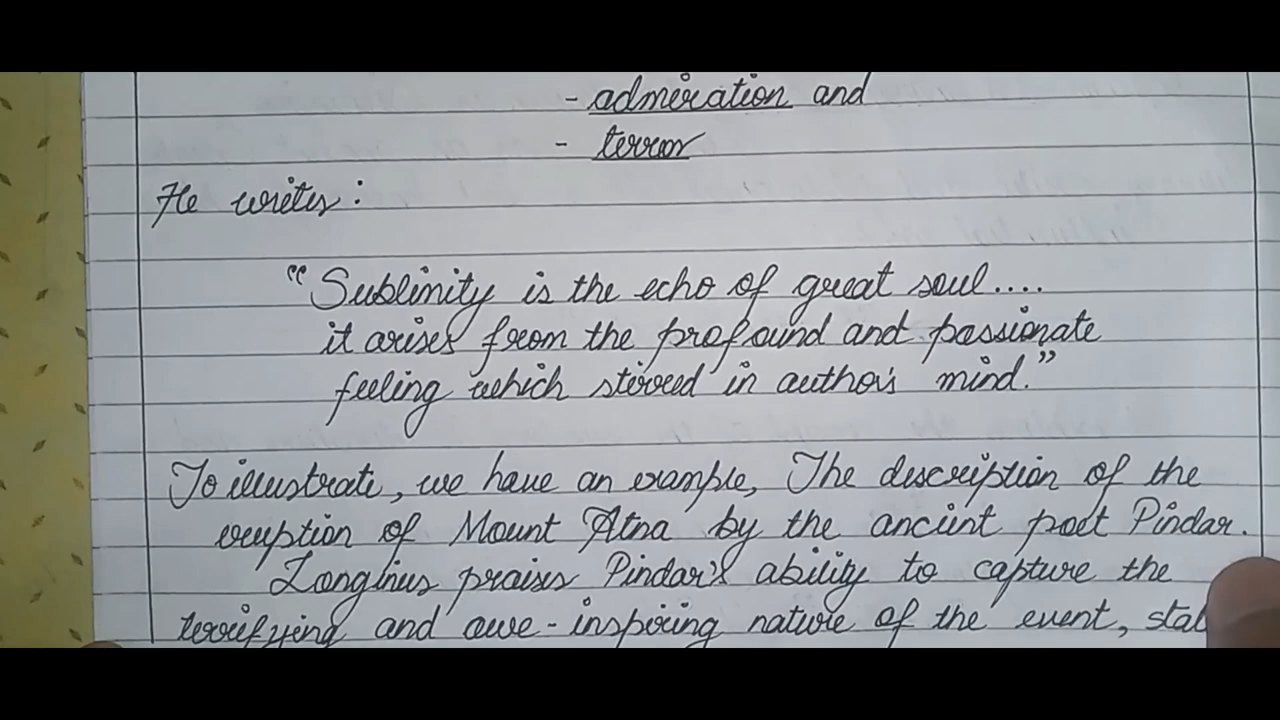 - admiration and
- terror
He writes:
"Sublimity is the echo of great soul....
it arises from the profound and passionate
feeling which stirred in author's mind."
To illustrate, we have an example, The description of the
eruption of Mount Atna by the ancient poet Pindar.
Longinus praises Pindar's ability to capture the
terrifying and awe-inspiring nature of the event,